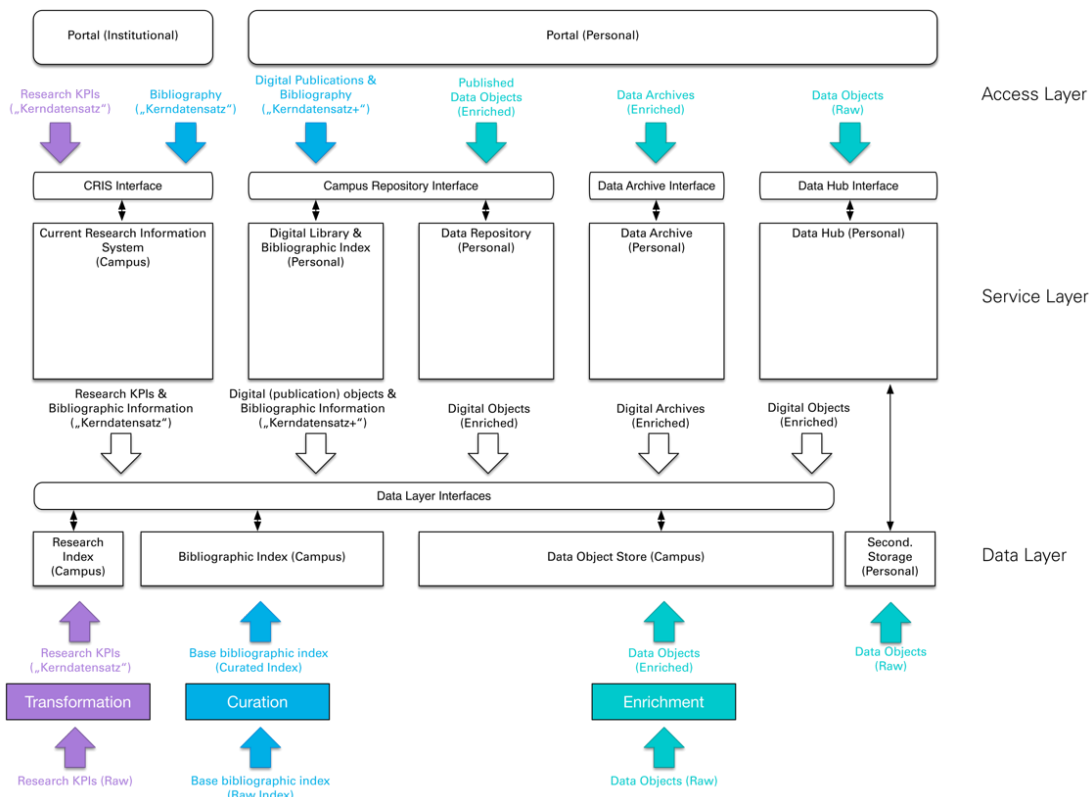 Portal (Institutional)
Portal (Personal)
Access Layer
Research KPIs
(„Kerndatensatz“)
Bibliography
(„Kerndatensatz“)
Digital Publications &
Bibliography
(„Kerndatensatz+“)
Published
Data Objects
(Enriched)
Data Archives
(Enriched)
Data Objects
(Raw)
CRIS Interface
Campus Repository Interface
Data Archive Interface
Data Hub Interface
Current Research Information
System
(Campus)
Digital Library &
Bibliographic Index
(Personal)
Data Repository
(Personal)
Data Archive
(Personal)
Data Hub (Personal)
Service Layer
Research KPIs &
Bibliographic Information
(„Kerndatensatz“)
Digital (publication) objects &
Bibliographic Information
(„Kerndatensatz+“)
Digital Objects
(Enriched)
Digital Archives
(Enriched)
Digital Objects
(Enriched)
Data Layer Interfaces
Research
Index
(Campus)
Bibliographic Index (Campus)
Data Object Store (Campus)
Second.
Storage
(Personal)
Data Layer
Research KPIs
(„Kerndatensatz“)
Base bibliographic index
(Curated Index)
Data Objects
(Enriched)
Data Objects
(Raw)
Transformation
Curation
Enrichment
Research KPIs (Raw)
Base bibliographic index
(Raw Index)
Data Objects (Raw)